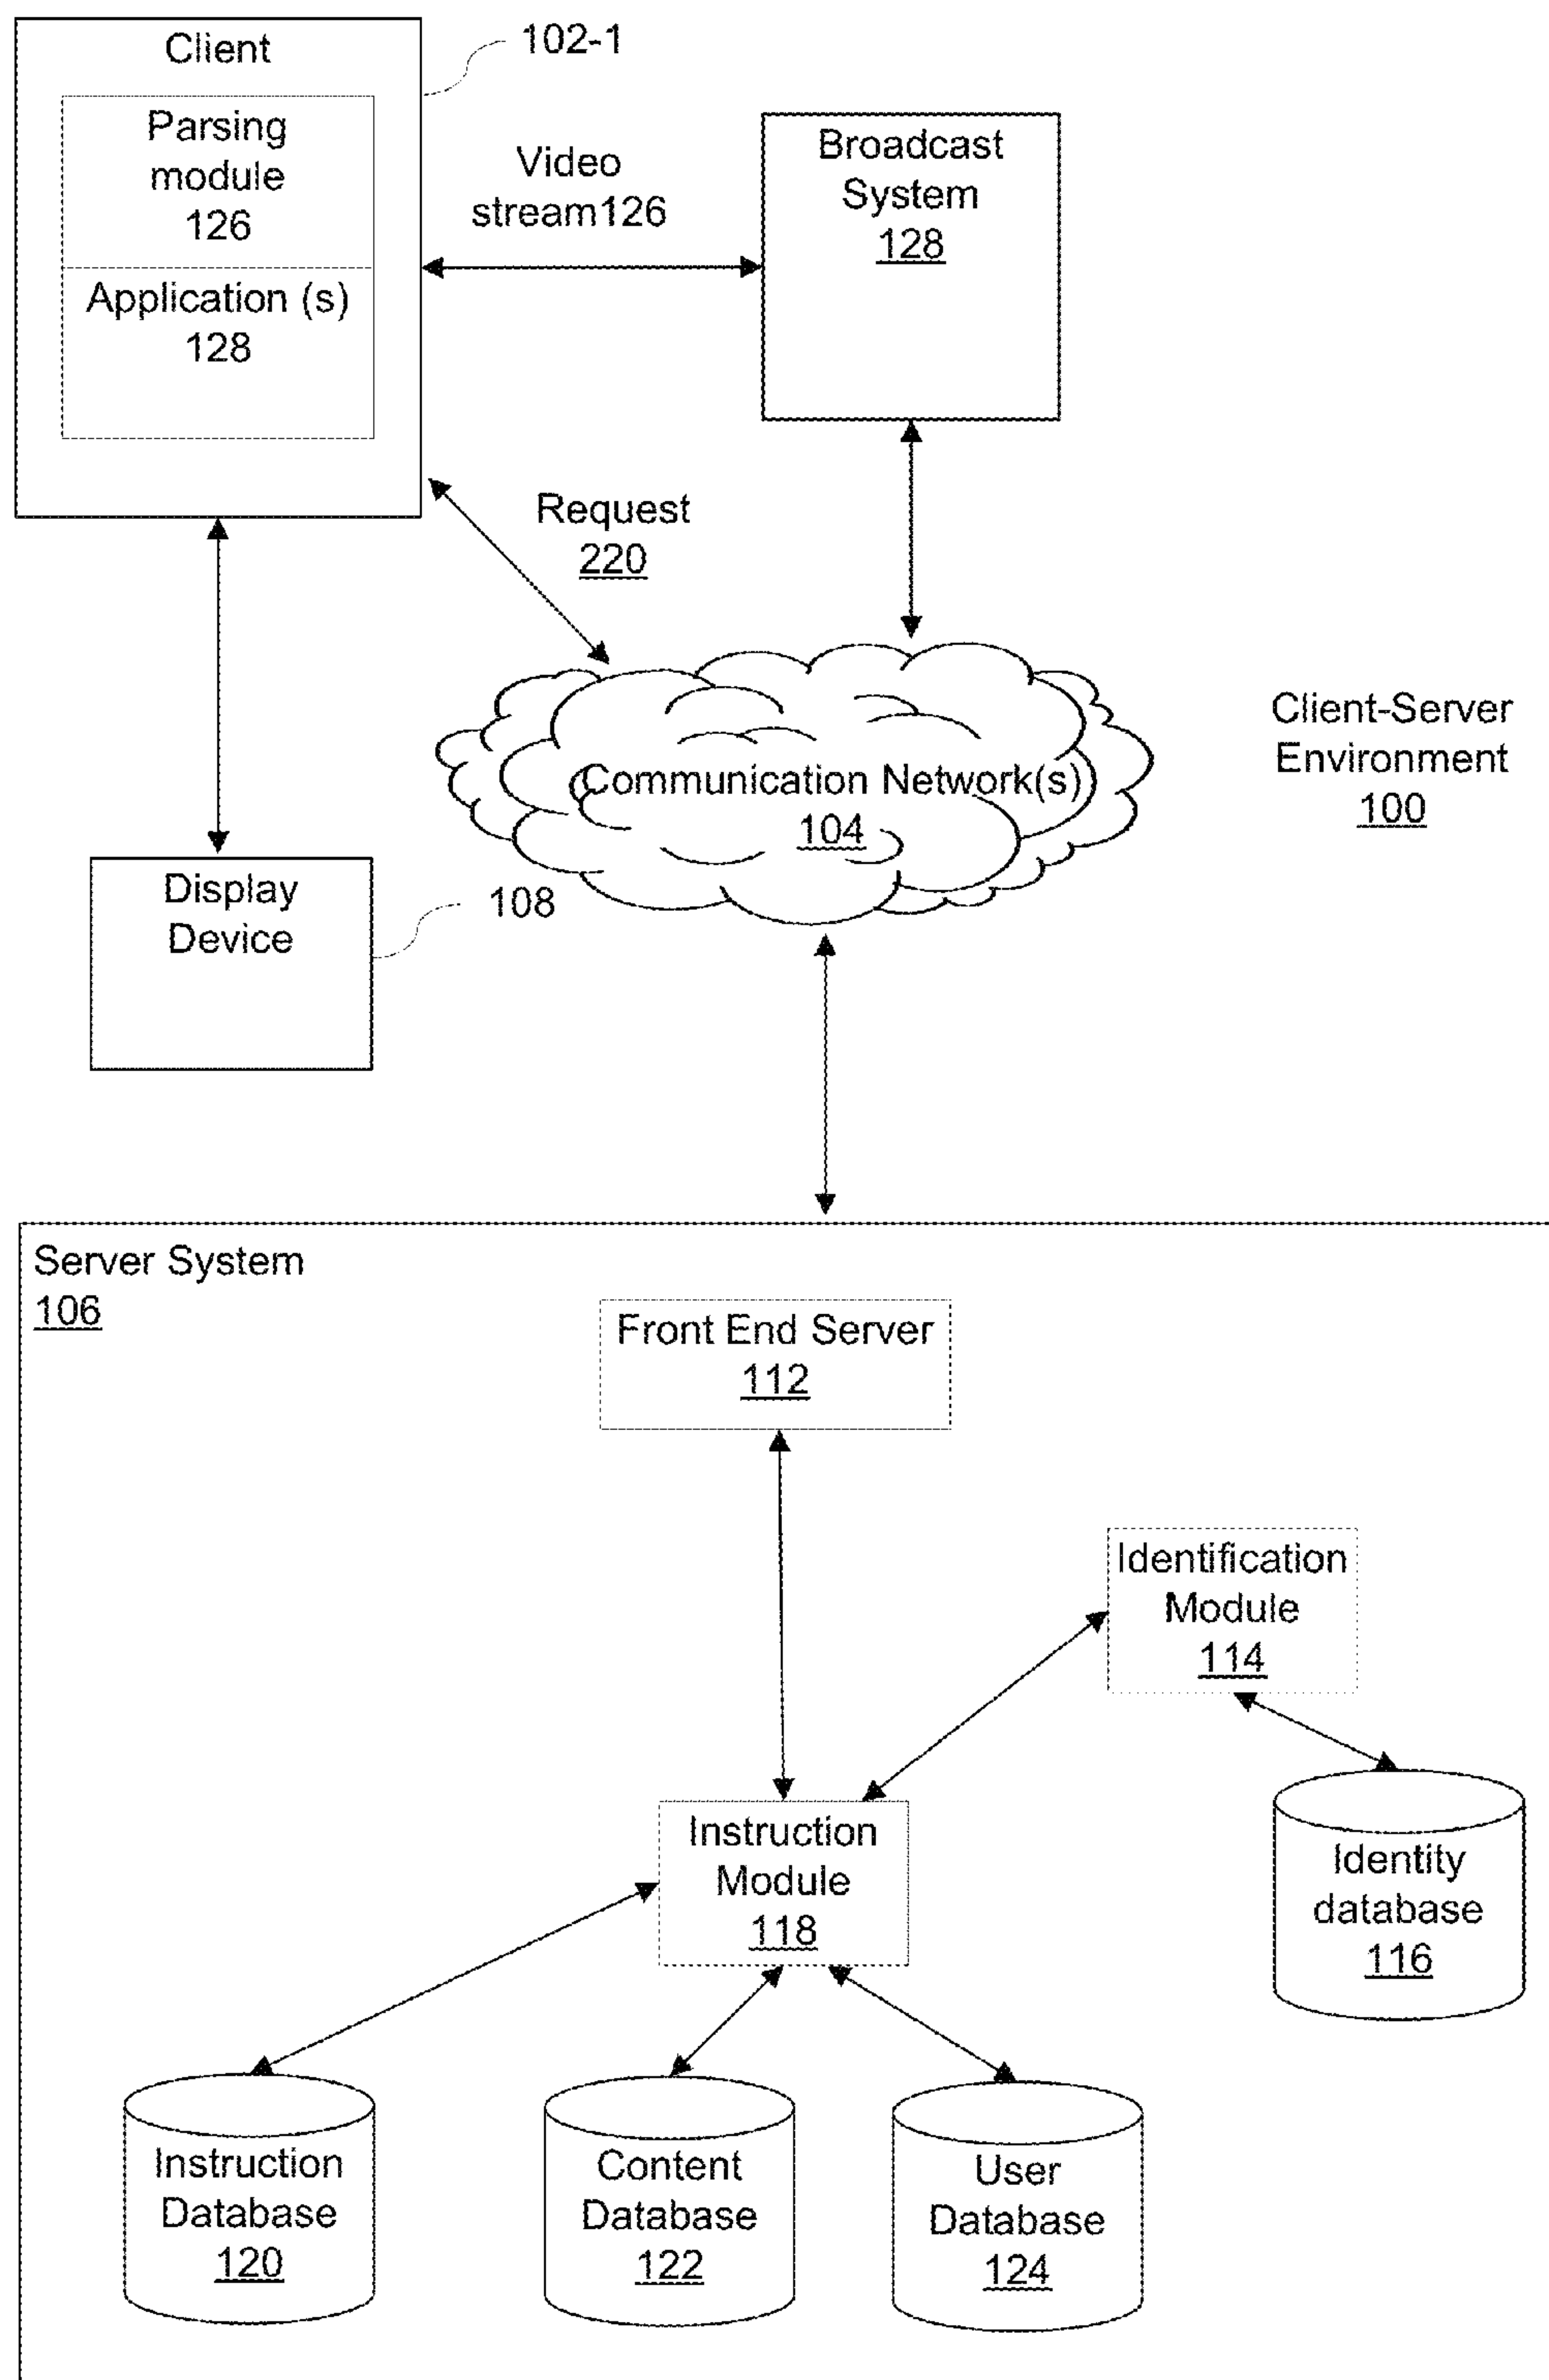 Client
102-1
Parsing
module
126
Application (s)
128
Video
stream126
Broadcast
System
128
Request
220
Communication Network(s)
104
Client-Server
Environment
100
Display
Device
108
Server System
106
Front End Server
112
Identification
Module
114
Identity
database
116
Instruction
Module
118
Instruction
Database
120
Content
Database
122
User
Database
124